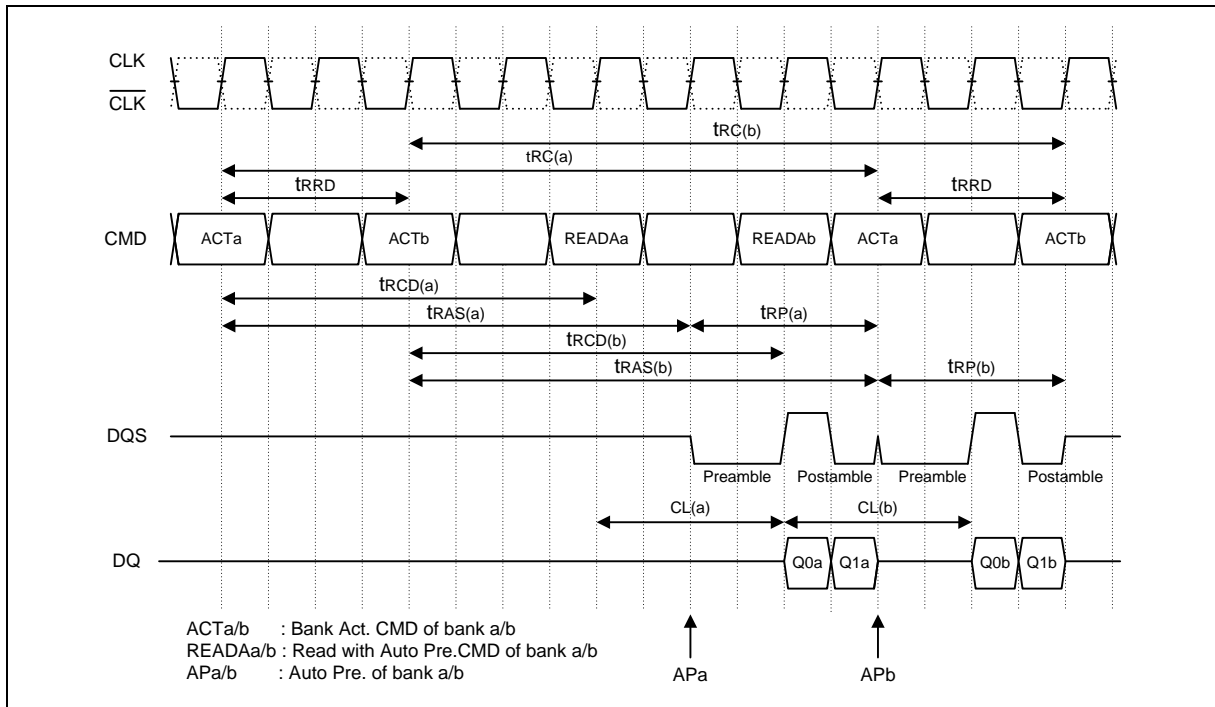 CLK
CLK
tRC(b)
tRC(a)
tRRD tRRD
CMD ACTa ACTb READAa READAb ACTa ACTb
tRCD(a)
tRAS(a) tRP(a)
tRCD(b)
tRAS(b) tRP(b)
DQS
Preamble Postamble Preamble Postamble
CL(a) CL(b)
DQ Q0a Q1a Q0b Q1b
ACTa/b : Bank Act. CMD of bank a/b
READAa/b : Read with Auto Pre.CMD of bank a/b
APa/b : Auto Pre. of bank a/b
APa APb